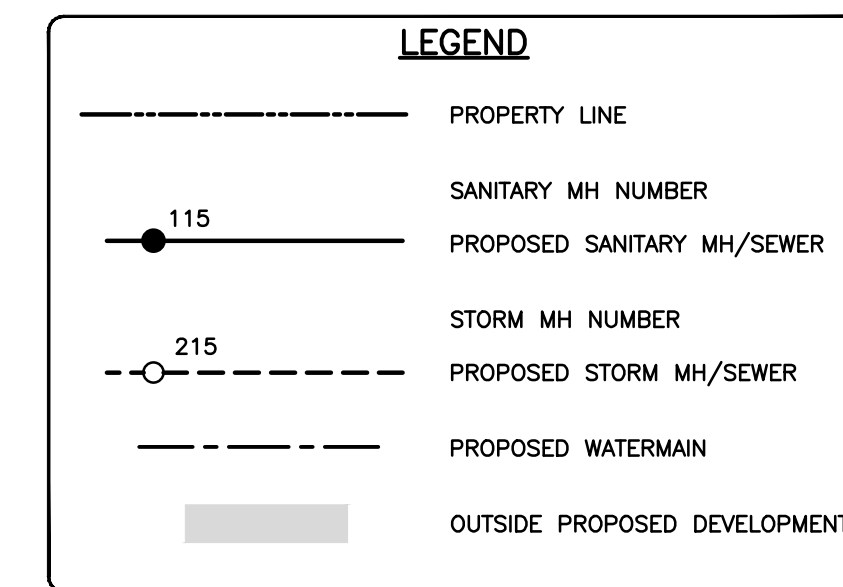 LEGEND
PROPERTY LINE
SANITARY MH NUMBER
115
PROPOSED SANITARY MH/SEWER
STORM MH NUMBER
215
PROPOSED STORM MH/SEWER
PROPOSED WATERMAIN
OUTSIDE PROPOSED DEVELOPMENT